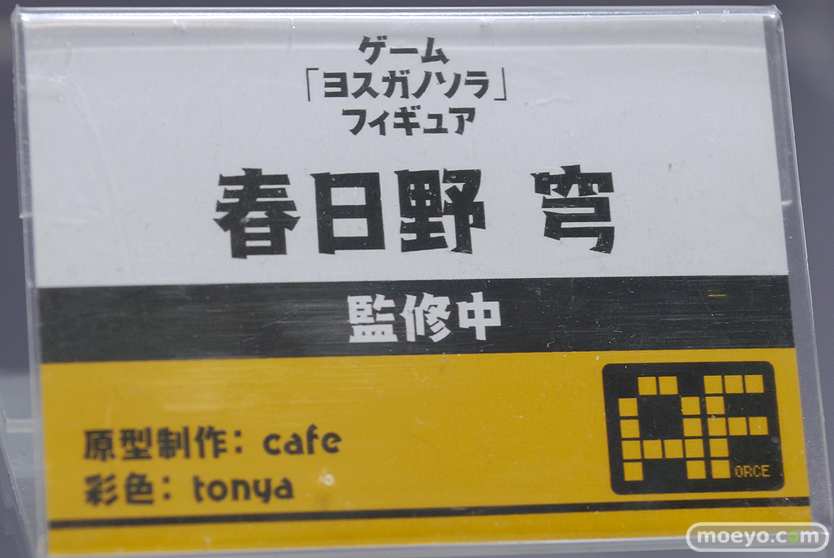 ゲーム
「ヨスガノソラ」
フィギュア
春日野 穹
監修中
原型制作: cafe
彩色: tonya
AF
ORCE
moeyo.com